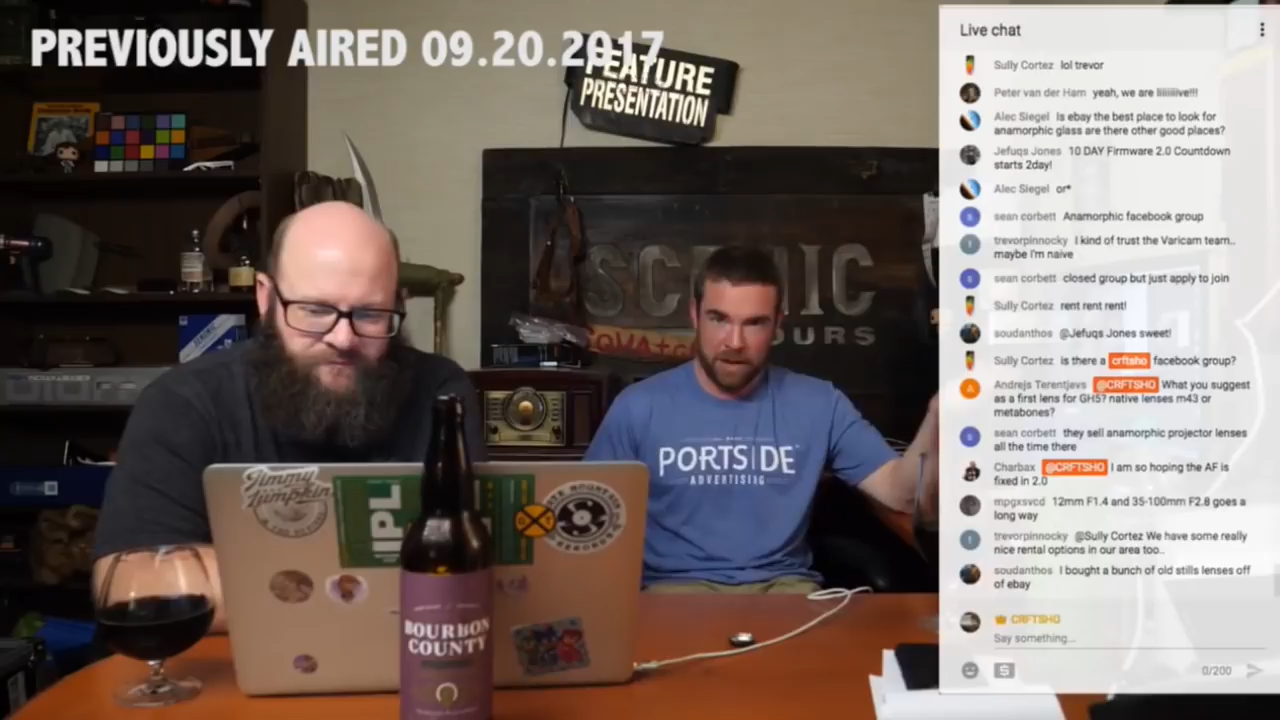 PREVIOUSLY AIRED 09.20.2017
FEATURE
PRESENTATION
SCENIC
TOURS
PORTSIDE
ADVERTISING
Jimmy
Lumpkin
IPL
BOURBON
COUNTY
Live chat
Sully Cortez lol trevor
Peter van der Ham yeah, we are liiiiiiive!!!
Alec Siegel Is ebay the best place to look for
anamorphic glass are there other good places?
Jefuqs Jones 10 DAY Firmware 2.0 Countdown
starts 2day!
Alec Siegel or*
sean corbett Anamorphic facebook group
trevorpinnocky I kind of trust the Varicam team..
maybe I'm naive
sean corbett closed group but just apply to join
Sully Cortez rent rent rent!
soudanthos @Jefuqs Jones sweet!
Sully Cortez is there a crftsho facebook group?
Andrejs Terentjevs @CRFTSHO What you suggest
as a first lens for GH5? native lenses m43 or
metabones?
sean corbett they sell anamorphic projector lenses
all the time there
Charbax @CRFTSHO I am so hoping the AF is
fixed in 2.0
mpgxsvcd 12mm F1.4 and 35-100mm F2.8 goes a
long way
trevorpinnocky @Sully Cortez We have some really
nice rental options in our area too..
soudanthos I bought a bunch of old stills lenses off
of ebay
CRFTSHO
Say something...
0/200